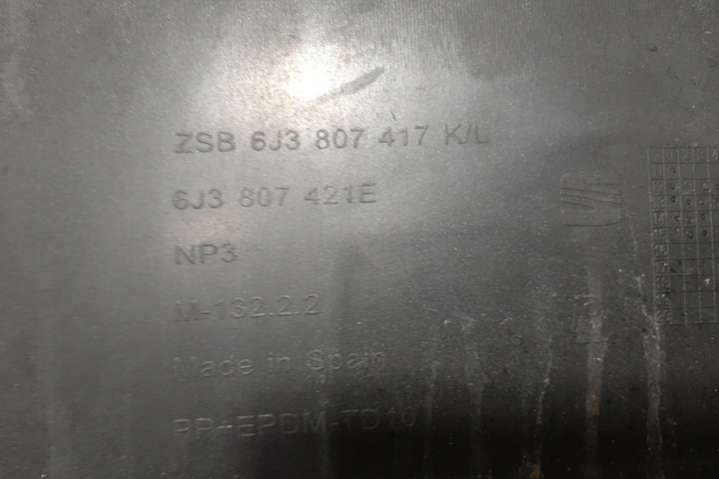 ZSB 6J3 807 417 K/L
6J3 807 421E
NP3
M-132.2.2
Made in Spain
PP+EPDM-TD10